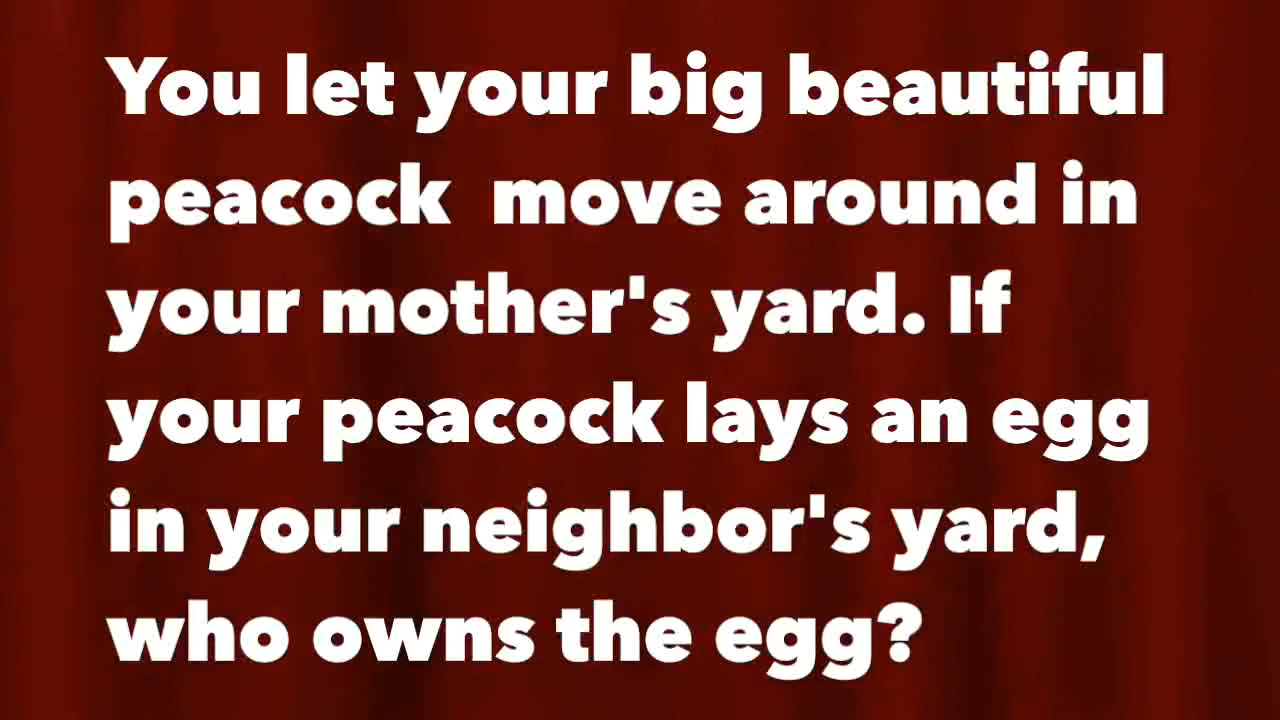 You let your big beautiful
peacock  move around in
your mother's yard. If
your peacock lays an egg
in your neighbor's yard,
who owns the egg?